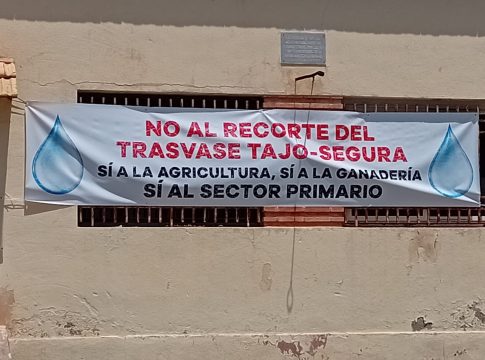 NO AL RECORTE DEL
TRASVASE TAJO-SEGURA
SÍ A LA AGRICULTURA, SÍ A LA GANADERÍA
SÍ AL SECTOR PRIMARIO